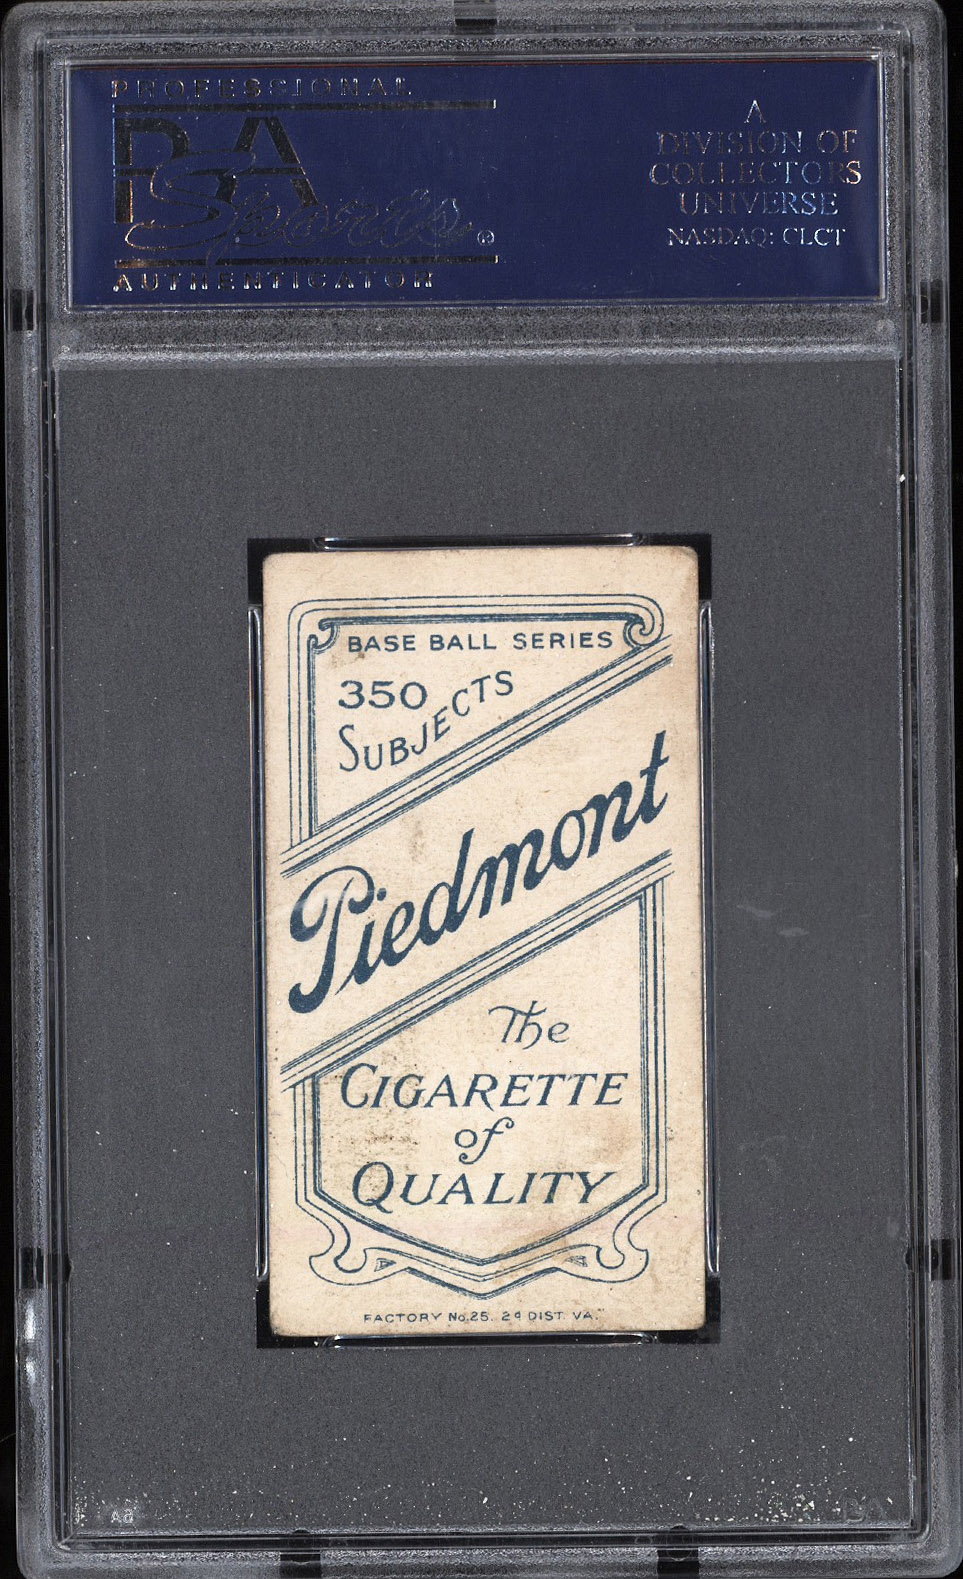 PROFESSIONAL
PSA
Sports®
AUTHENTICATOR
A
DIVISION OF
COLLECTORS
UNIVERSE
NASDAQ: CLCT
BASE BALL SERIES
350
SUBJECTS
Piedmont
The
CIGARETTE
of
QUALITY
FACTORY No. 25. 2d DIST. VA.